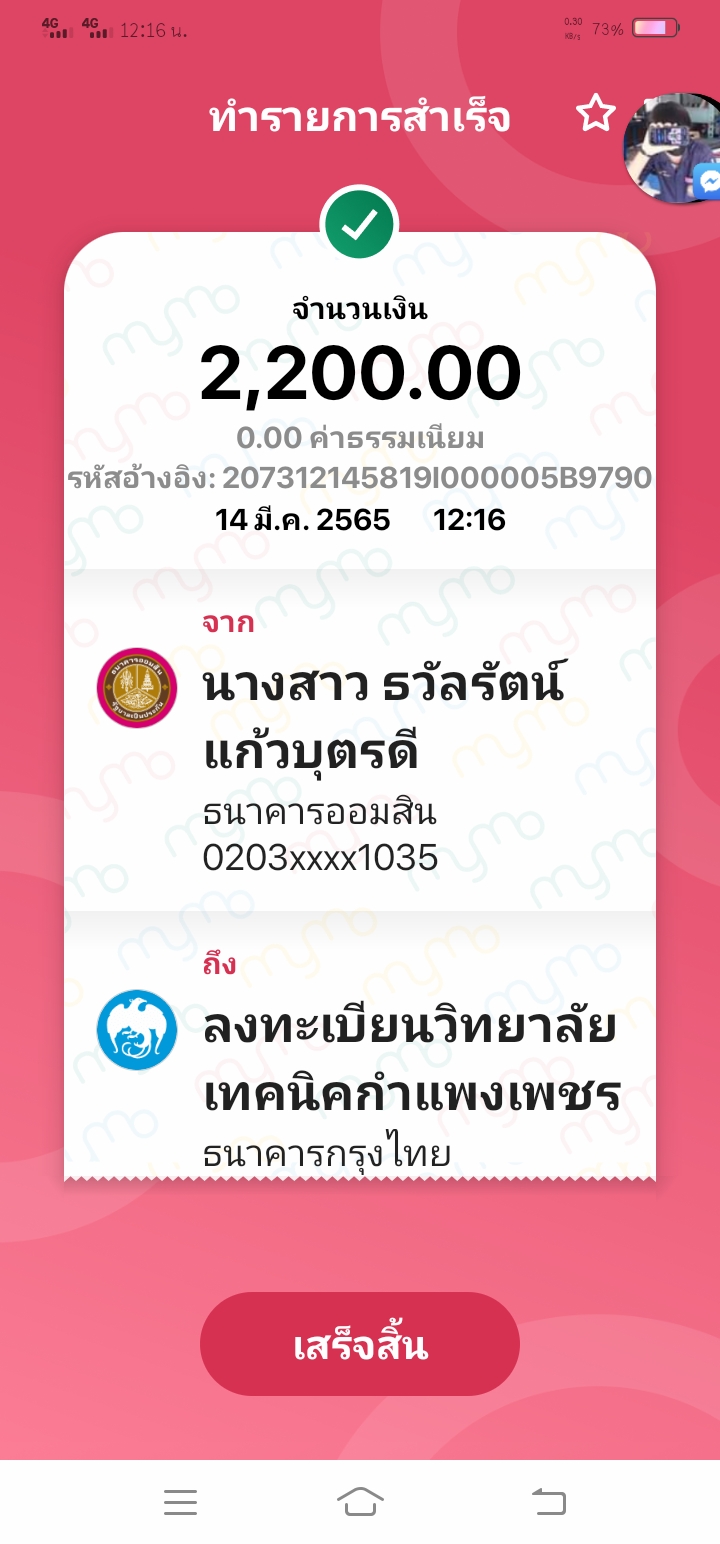 4G 4G 12:16 น. 0.30 KB/s 73%
ทำรายการสำเร็จ
จำนวนเงิน
2,200.00
0.00 ค่าธรรมเนียม
รหัสอ้างอิง: 207312145819I000005B9790
14 มี.ค. 2565 12:16
จาก
นางสาว ธวัลรัตน์
แก้วบุตรดี
ธนาคารออมสิน
0203xxxx1035
ถึง
ลงทะเบียนวิทยาลัย
เทคนิคกำแพงเพชร
ธนาคารกรุงไทย
เสร็จสิ้น